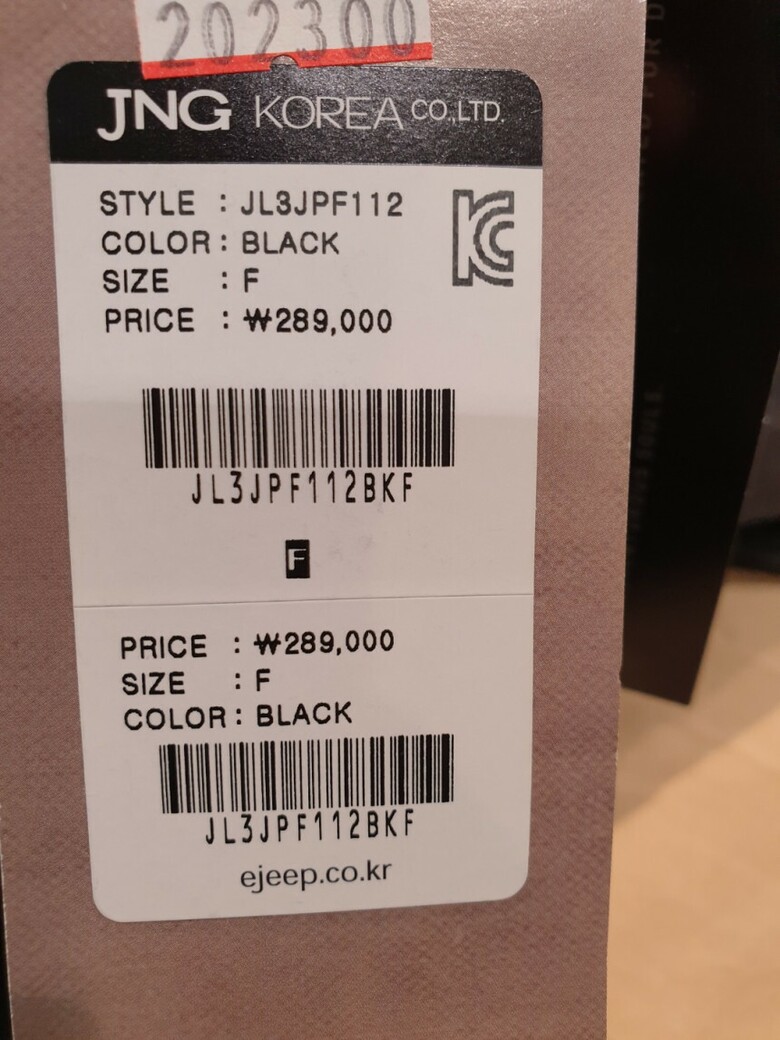 202300
JNG KOREA CO.,LTD.
STYLE : JL3JPF112
COLOR : BLACK
SIZE : F
PRICE : ₩289,000
JL3JPF112BKF
F
PRICE : ₩289,000
SIZE : F
COLOR : BLACK
JL3JPF112BKF
ejeep.co.kr